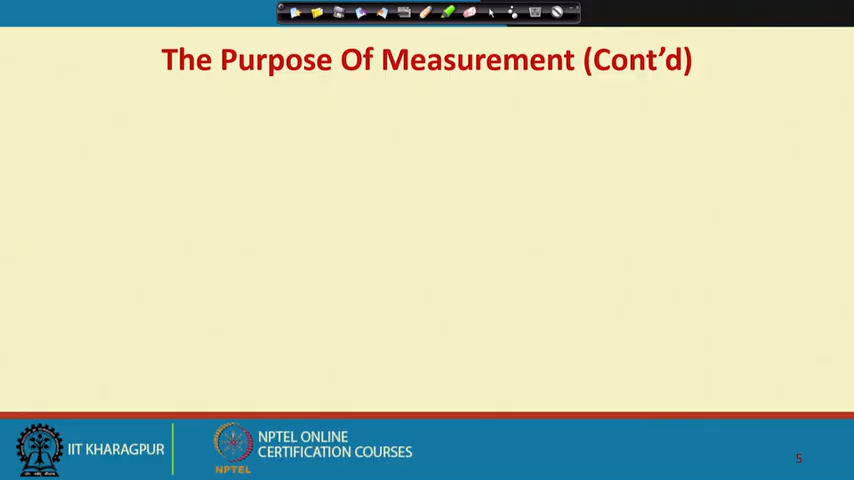 The Purpose Of Measurement (Cont'd)
IIT KHARAGPUR
NPTEL
NPTEL ONLINE
CERTIFICATION COURSES
5